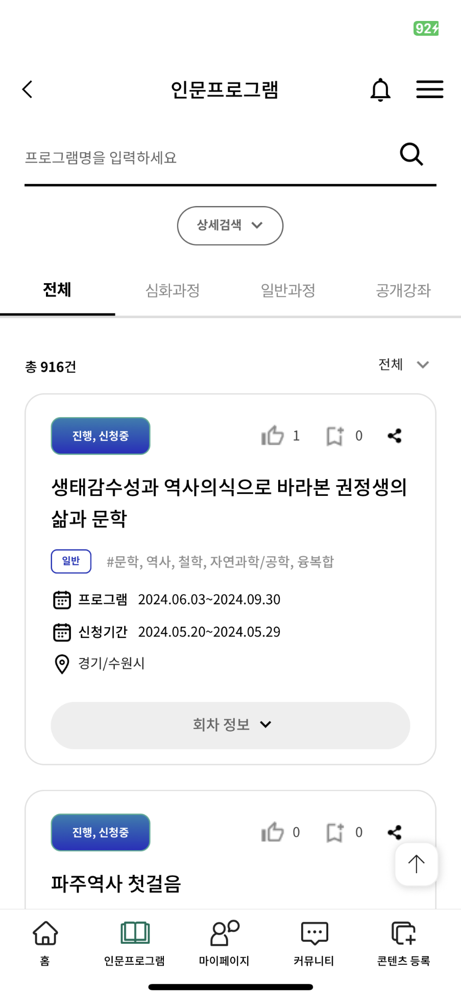 92
인문프로그램
프로그램명을 입력하세요
상세검색
전체 심화과정 일반과정 공개강좌
총 916건 전체
진행, 신청중 1 0
생태감수성과 역사의식으로 바라본 권정생의
삶과 문학
일반 #문학, 역사, 철학, 자연과학/공학, 융복합
프로그램 2024.06.03~2024.09.30
신청기간 2024.05.20~2024.05.29
경기/수원시
회차 정보
진행, 신청중 0 0
파주역사 첫걸음
홈 인문프로그램 마이페이지 커뮤니티 콘텐츠 등록